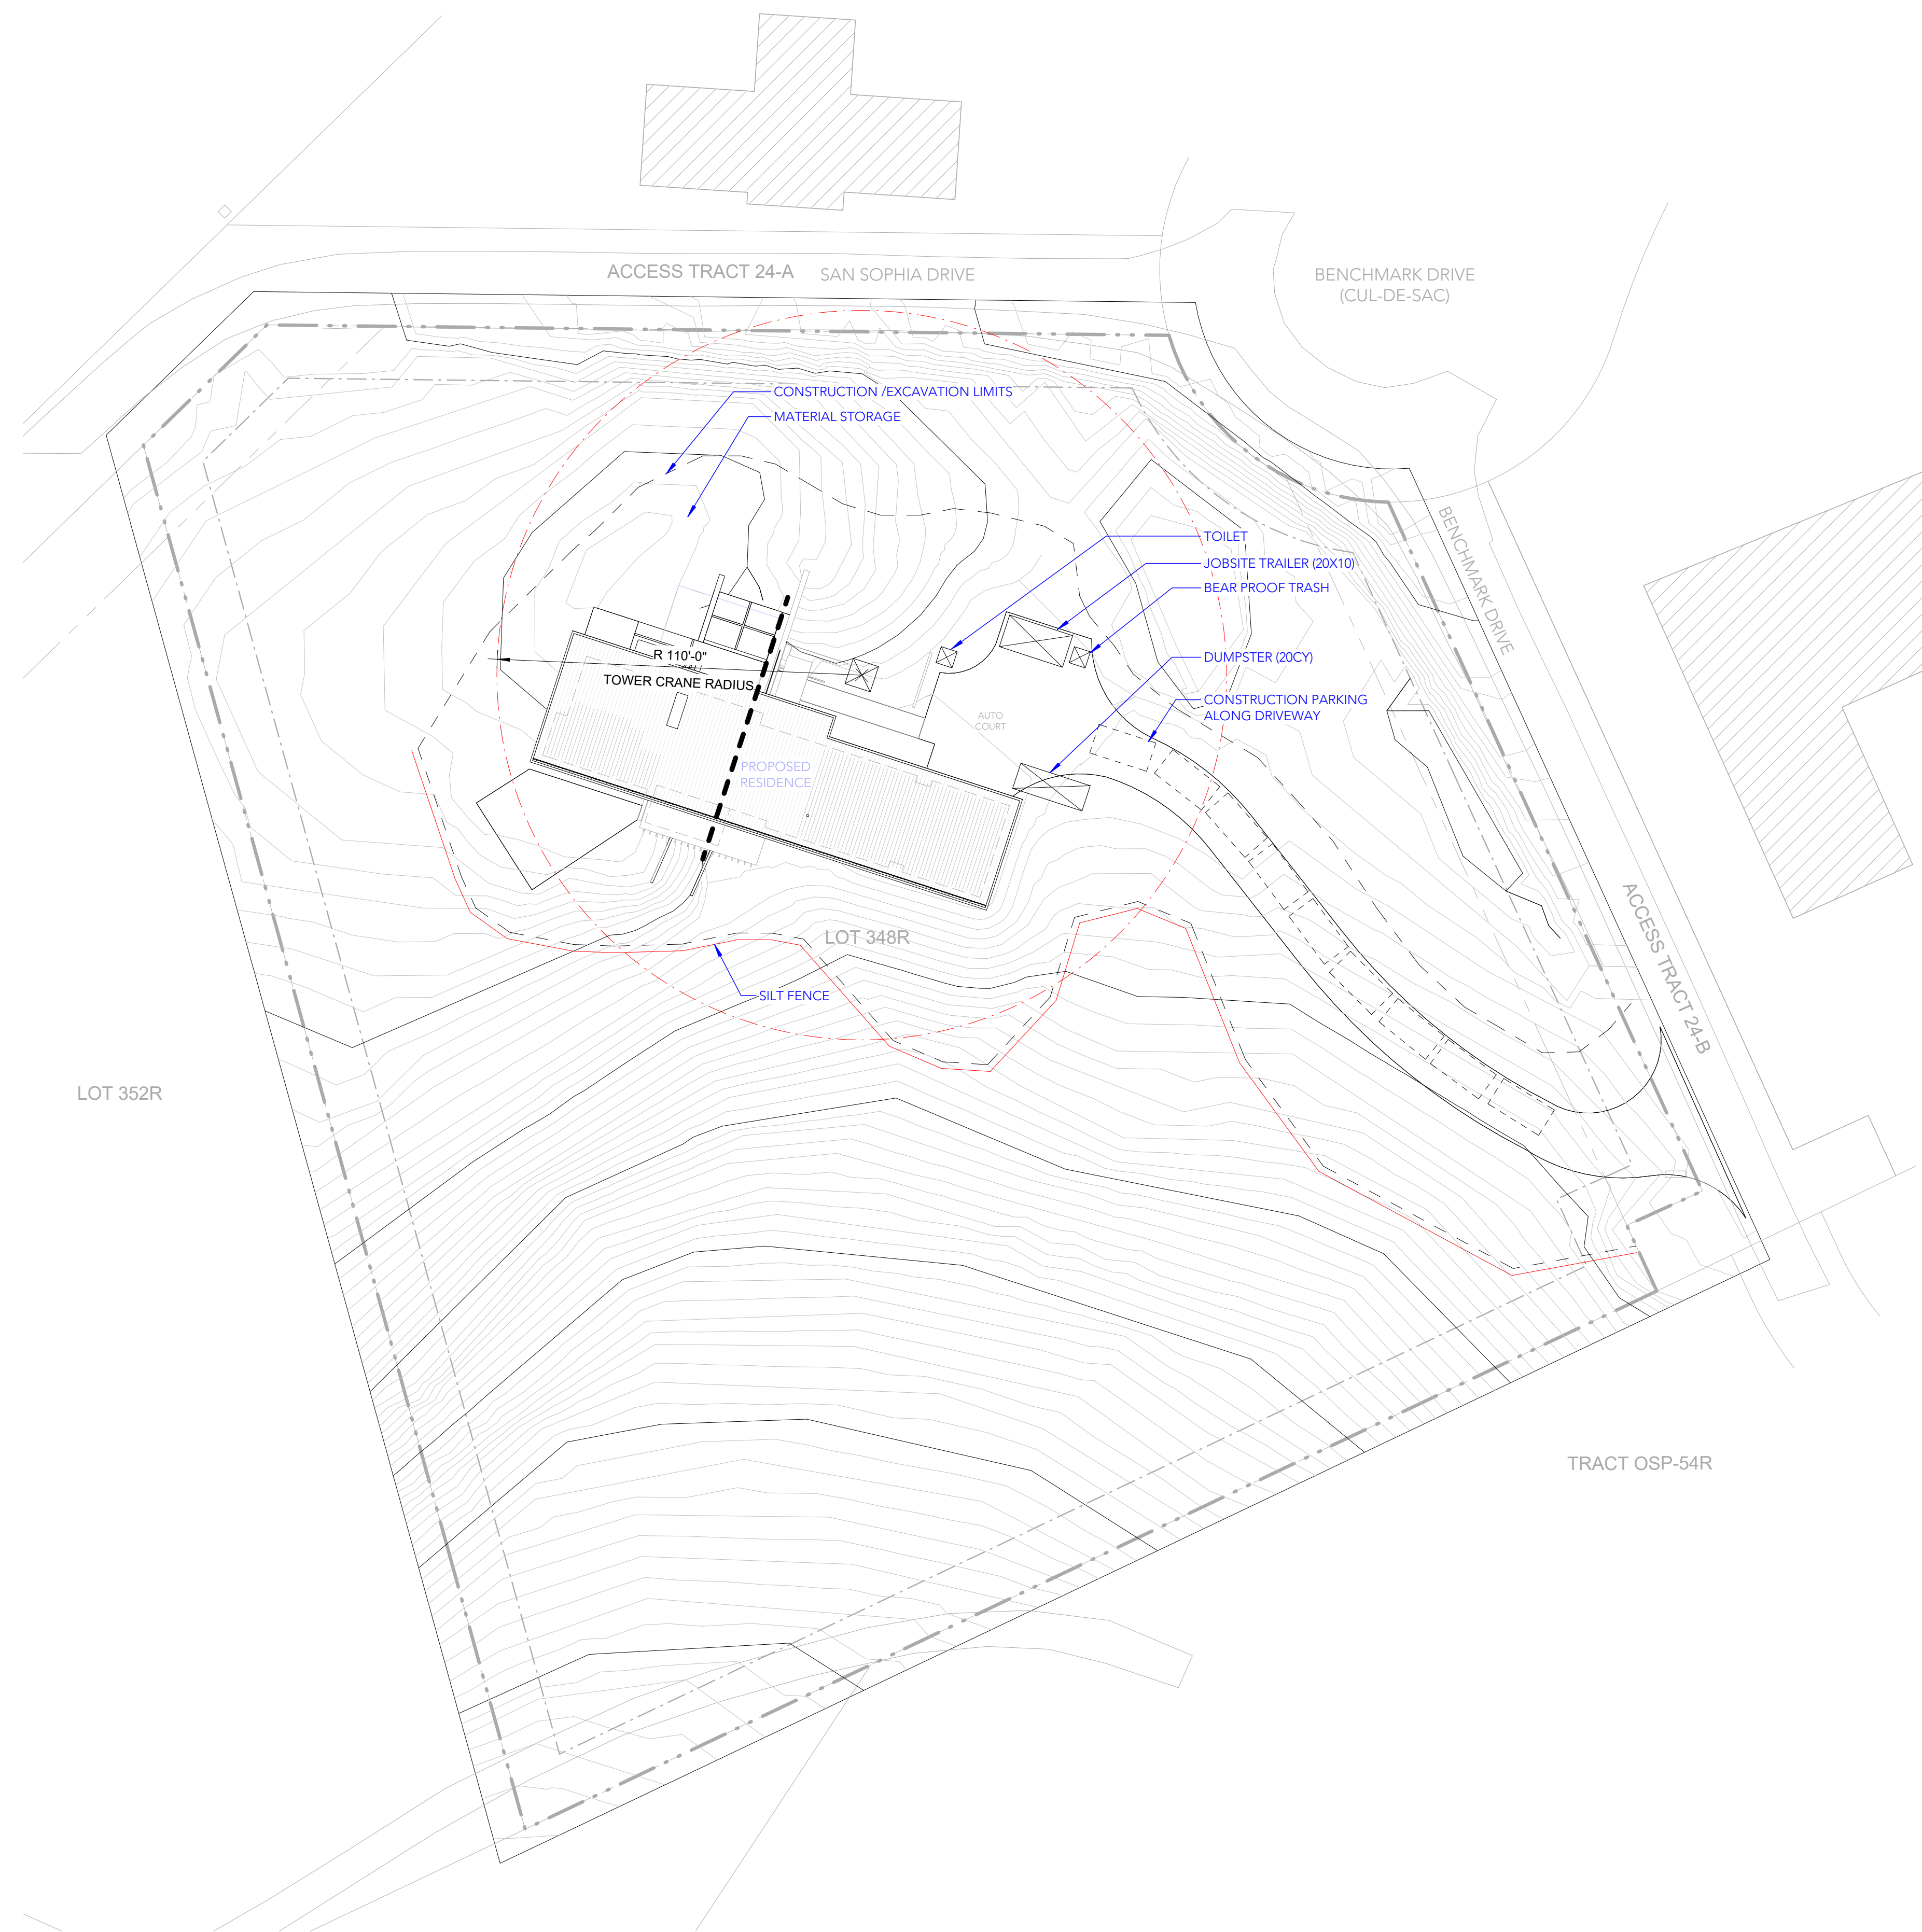 ACCESS TRACT 24-A
SAN SOPHIA DRIVE
BENCHMARK DRIVE
(CUL-DE-SAC)
CONSTRUCTION /EXCAVATION LIMITS
MATERIAL STORAGE
TOILET
JOBSITE TRAILER (20X10)
BEAR PROOF TRASH
BENCHMARK DRIVE
R 110'-0"
TOWER CRANE RADIUS
DUMPSTER (20CY)
CONSTRUCTION PARKING
ALONG DRIVEWAY
AUTO
COURT
PROPOSED
RESIDENCE
LOT 348R
ACCESS TRACT 24-B
SILT FENCE
LOT 352R
TRACT OSP-54R